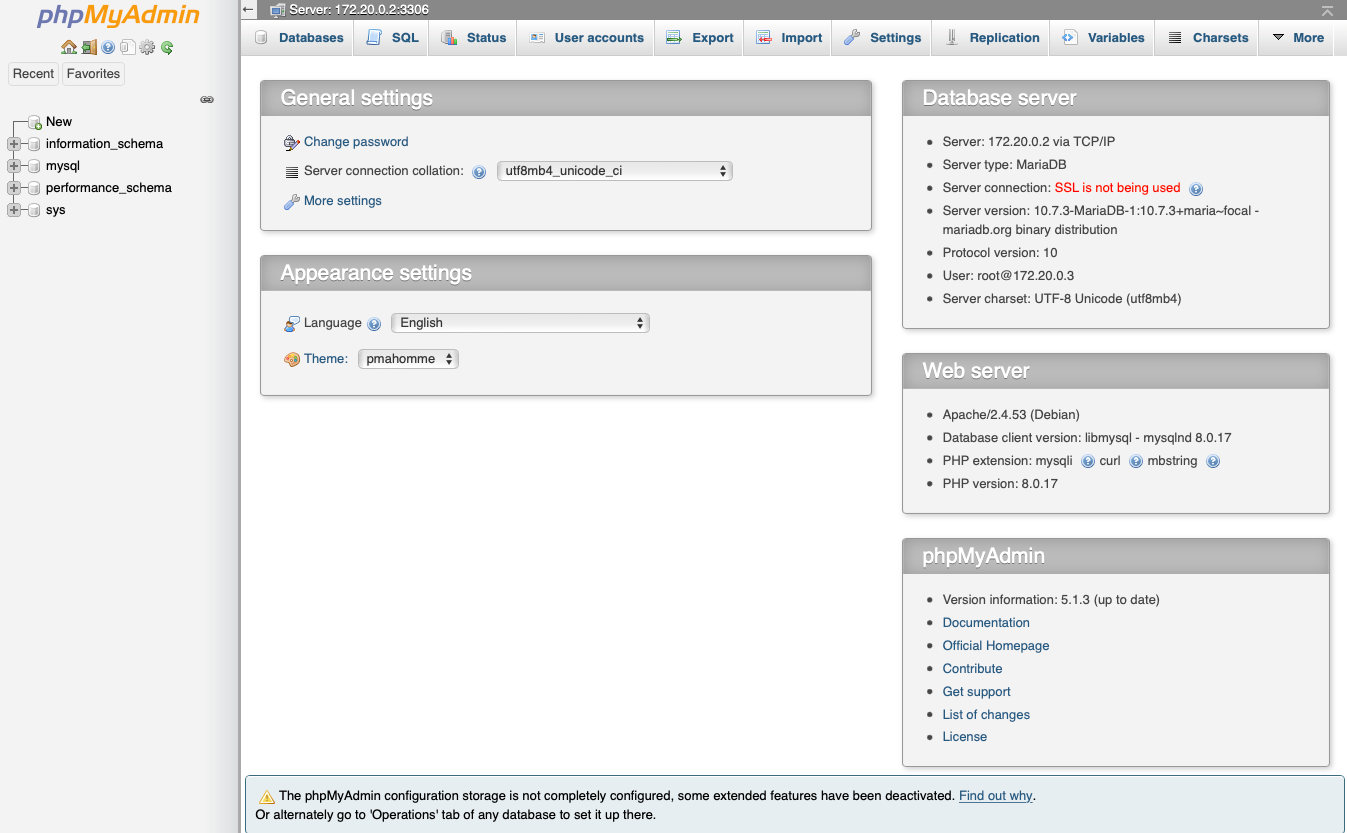 phpMyAdmin
Recent Favorites
New
information_schema
mysql
performance_schema
sys
Server: 172.20.0.2:3306
Databases SQL Status User accounts Export Import Settings Replication Variables Charsets More
General settings
Change password
Server connection collation: utf8mb4_unicode_ci
More settings
Appearance settings
Language English
Theme: pmahomme
Database server
Server: 172.20.0.2 via TCP/IP
Server type: MariaDB
Server connection: SSL is not being used
Server version: 10.7.3-MariaDB-1:10.7.3+maria~focal -
mariadb.org binary distribution
Protocol version: 10
User: root@172.20.0.3
Server charset: UTF-8 Unicode (utf8mb4)
Web server
Apache/2.4.53 (Debian)
Database client version: libmysql - mysqlnd 8.0.17
PHP extension: mysqli curl mbstring
PHP version: 8.0.17
phpMyAdmin
Version information: 5.1.3 (up to date)
Documentation
Official Homepage
Contribute
Get support
List of changes
License
The phpMyAdmin configuration storage is not completely configured, some extended features have been deactivated. Find out why.
Or alternately go to 'Operations' tab of any database to set it up there.